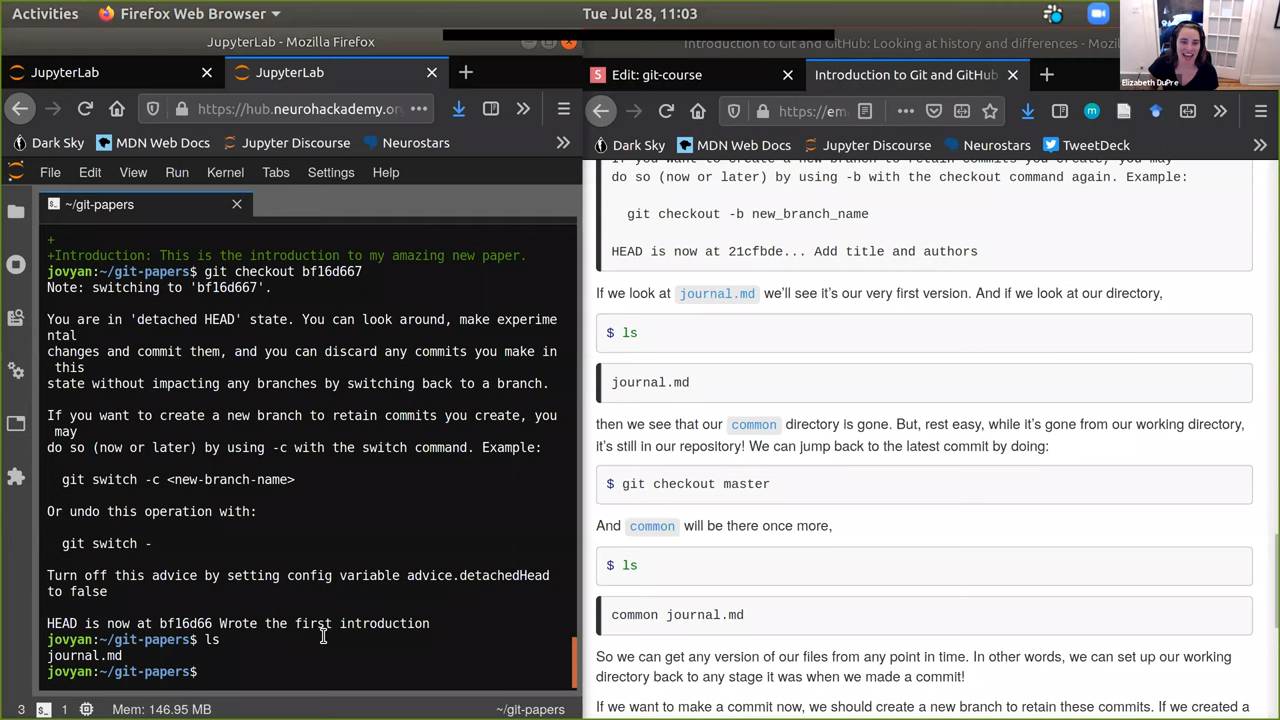 Activities Firefox Web Browser Tue Jul 28, 11:03
JupyterLab - Mozilla Firefox
Introduction to Git and GitHub: Looking at history and differences - Mozil
Elizabeth DuPre
JupyterLab JupyterLab
Edit: git-course Introduction to Git and GitHub
https://hub.neurohackademy.or
https://em
Dark Sky MDN Web Docs Jupyter Discourse Neurostars
Dark Sky MDN Web Docs Jupyter Discourse Neurostars TweetDeck
File Edit View Run Kernel Tabs Settings Help
~/git-papers
+
+Introduction: This is the introduction to my amazing new paper.
jovyan:~/git-papers$ git checkout bf16d667
Note: switching to 'bf16d667'.
You are in 'detached HEAD' state. You can look around, make experime
ntal
changes and commit them, and you can discard any commits you make in
this
state without impacting any branches by switching back to a branch.
If you want to create a new branch to retain commits you create, you
may
do so (now or later) by using -c with the switch command. Example:
git switch -c <new-branch-name>
Or undo this operation with:
git switch -
Turn off this advice by setting config variable advice.detachedHead
to false
HEAD is now at bf16d66 Wrote the first introduction
jovyan:~/git-papers$ ls
journal.md
jovyan:~/git-papers$
3 1 Mem: 146.95 MB ~/git-papers
If you want to create a new branch to retain commits you create, you may
do so (now or later) by using -b with the checkout command again. Example:
git checkout -b new_branch_name
HEAD is now at 21cfbde... Add title and authors
If we look at journal.md we'll see it's our very first version. And if we look at our directory,
$ ls
journal.md
then we see that our common directory is gone. But, rest easy, while it's gone from our working directory,
it's still in our repository! We can jump back to the latest commit by doing:
$ git checkout master
And common will be there once more,
$ ls
common journal.md
So we can get any version of our files from any point in time. In other words, we can set up our working
directory back to any stage it was when we made a commit!
If we want to make a commit now, we should create a new branch to retain these commits. If we created a